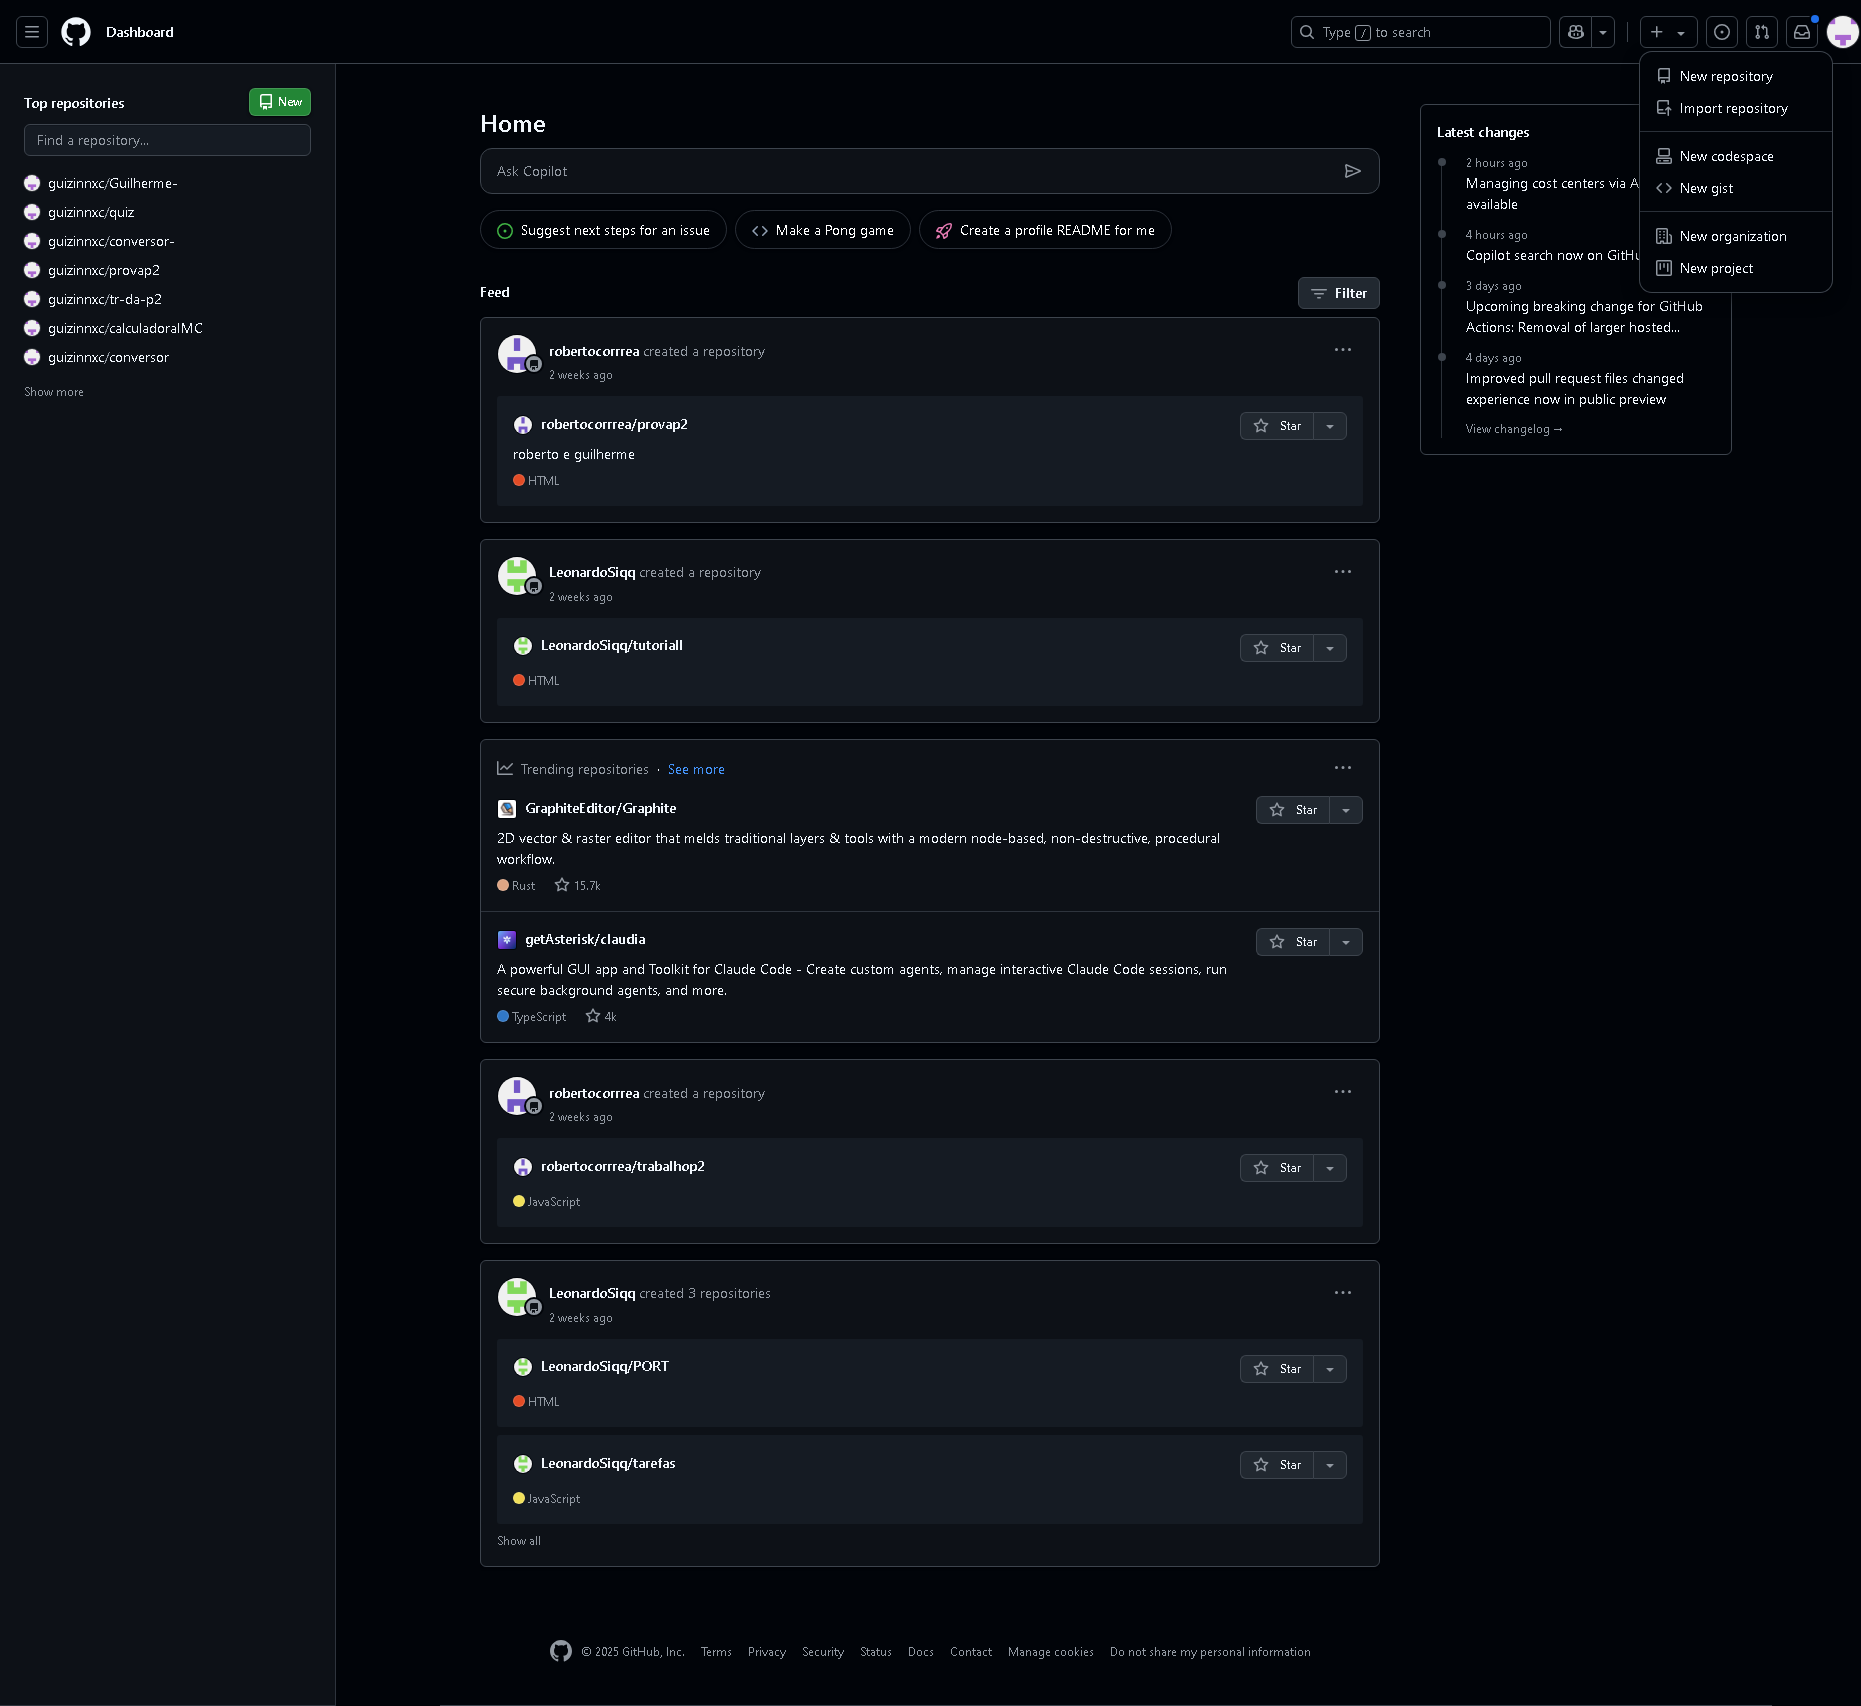 Dashboard
Type / to search
New repository
Import repository
New codespace
New gist
New organization
New project
Top repositories
New
Find a repository...
guizinnxc/Guilherme-
guizinnxc/quiz
guizinnxc/conversor-
guizinnxc/provap2
guizinnxc/tr-da-p2
guizinnxc/calculadoraIMC
guizinnxc/conversor
Show more
Home
Ask Copilot
Suggest next steps for an issue
Make a Pong game
Create a profile README for me
Feed
Filter
robertocorrrea created a repository
2 weeks ago
robertocorrrea/provap2
Star
roberto e guilherme
HTML
LeonardoSiqq created a repository
2 weeks ago
LeonardoSiqq/tutoriall
Star
HTML
Trending repositories · See more
GraphiteEditor/Graphite
Star
2D vector & raster editor that melds traditional layers & tools with a modern node-based, non-destructive, procedural
workflow.
Rust 15.7k
getAsterisk/claudia
Star
A powerful GUI app and Toolkit for Claude Code - Create custom agents, manage interactive Claude Code sessions, run
secure background agents, and more.
TypeScript 4k
robertocorrrea created a repository
2 weeks ago
robertocorrrea/trabalhop2
Star
JavaScript
LeonardoSiqq created 3 repositories
2 weeks ago
LeonardoSiqq/PORT
Star
HTML
LeonardoSiqq/tarefas
Star
JavaScript
Show all
Latest changes
2 hours ago
Managing cost centers via A
available
4 hours ago
Copilot search now on GitHu
3 days ago
Upcoming breaking change for GitHub
Actions: Removal of larger hosted...
4 days ago
Improved pull request files changed
experience now in public preview
View changelog →
© 2025 GitHub, Inc. Terms Privacy Security Status Docs Contact Manage cookies Do not share my personal information